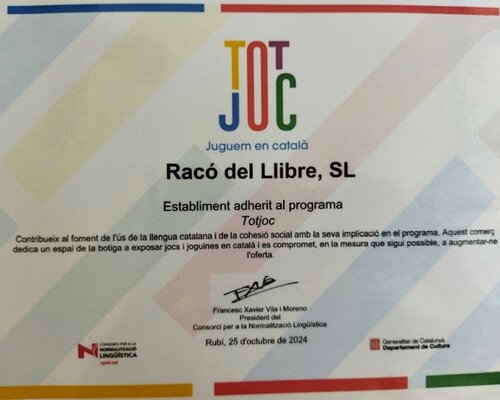 TOT
JOC
Juguem en català
Racó del Llibre, SL
Establiment adherit al programa
Totjoc
Contribueix al foment de l'ús de la llengua catalana i de la cohesió social amb la seva implicació en el programa. Aquest comerç
dedica un espai de la botiga a exposar jocs i joguines en català i es compromet, en la mesura que sigui possible, a augmentar-ne
l'oferta.
Francesc Xavier Vila i Moreno
President del
Consorci per a la Normalització Lingüística
Rubí, 25 d'octubre de 2024
CONSORCI PER A LA
NORMALITZACIÓ
LINGÜÍSTICA
cpnl.cat
Generalitat de Catalunya
Departament de Cultura